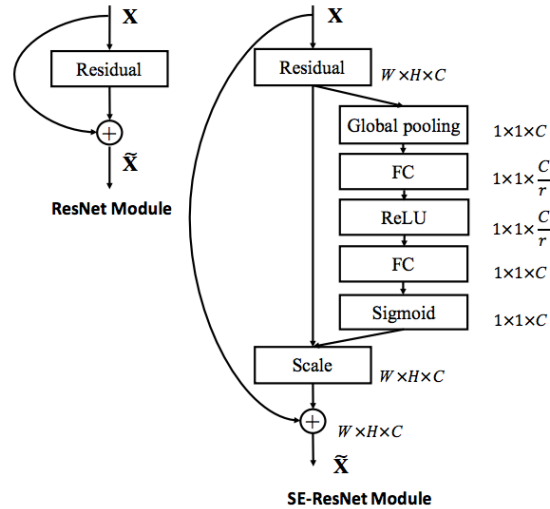 X
Residual
+
X̃
ResNet Module
X
Residual
W×H×C
Global pooling
1×1×C
FC
1×1×C/r
ReLU
1×1×C/r
FC
1×1×C
Sigmoid
1×1×C
Scale
W×H×C
+
W×H×C
X̃
SE-ResNet Module